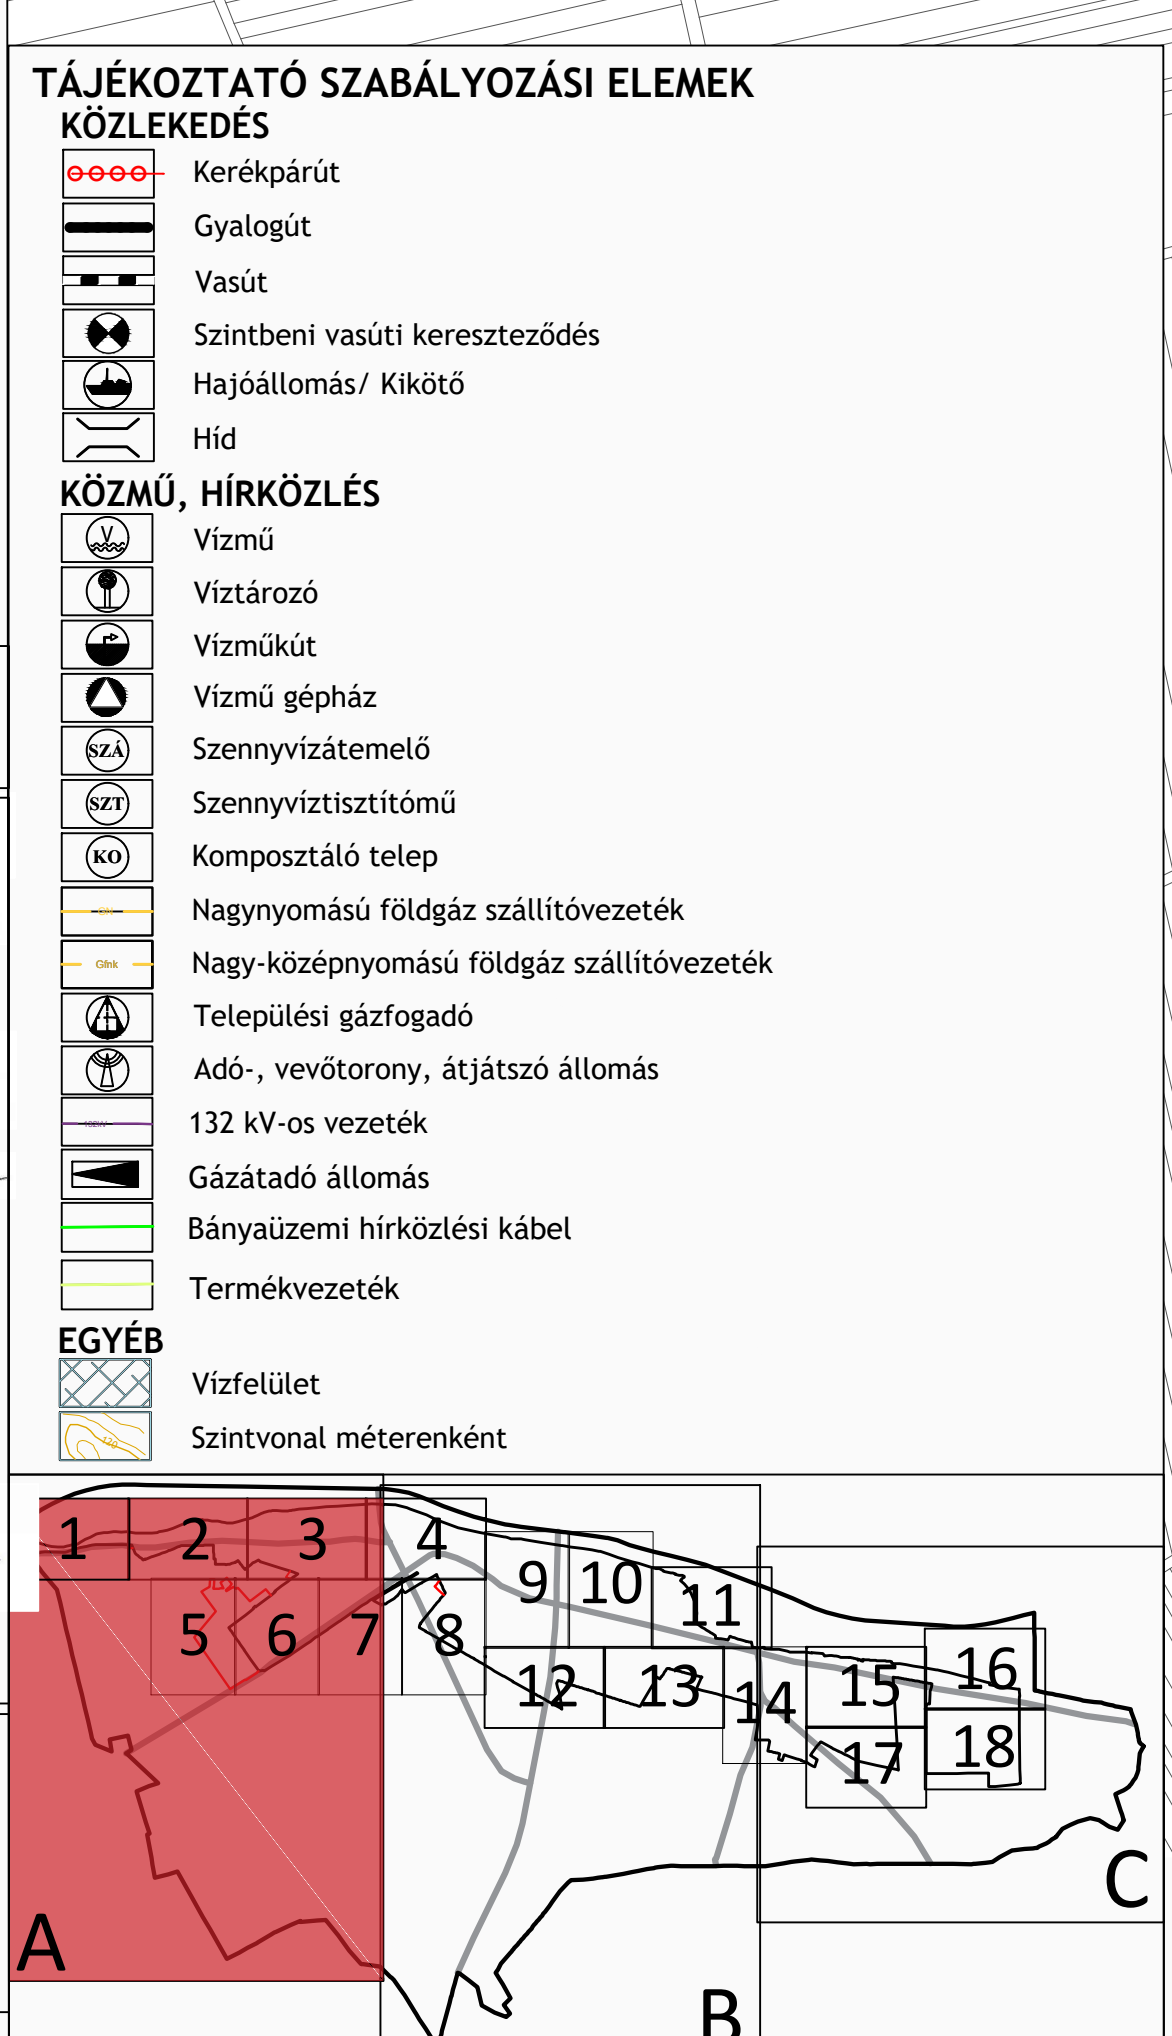 TÁJÉKOZTATÓ SZABÁLYOZÁSI ELEMEK
KÖZLEKEDÉS
Kerékpárút
Gyalogút
Vasút
Szintbeni vasúti kereszteződés
Hajóállomás/ Kikötő
Híd
KÖZMŰ, HÍRKÖZLÉS
V Vízmű
Víztározó
Vízműkút
Vízmű gépház
SZÁ Szennyvízátemelő
SZT Szennyvíztisztítómű
KO Komposztáló telep
Nagynyomású földgáz szállítóvezeték
Gfnk Nagy-középnyomású földgáz szállítóvezeték
Települési gázfogadó
Adó-, vevőtorony, átjátszó állomás
132kV 132 kV-os vezeték
Gázátadó állomás
Bányaüzemi hírközlési kábel
Termékvezeték
EGYÉB
Vízfelület
120 Szintvonal méterenként
1 2 3 4
9 10 11
5 6 7 8
12 13 14 15 16
17 18
A B C